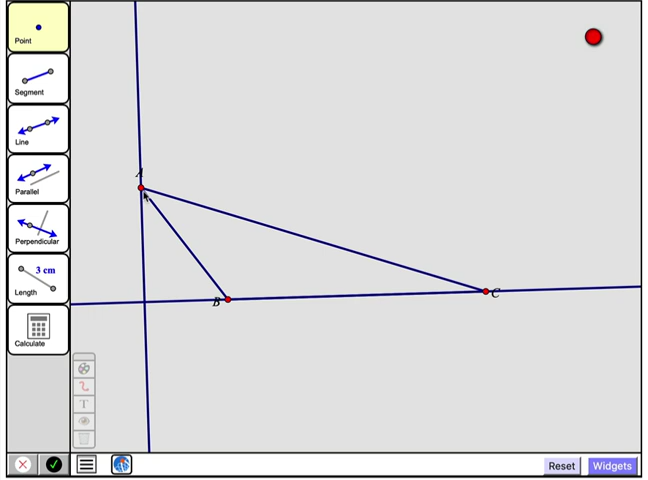 Point
Segment
Line
Parallel
Perpendicular
3 cm
Length
Calculate
A
B
C
T
Reset
Widgets